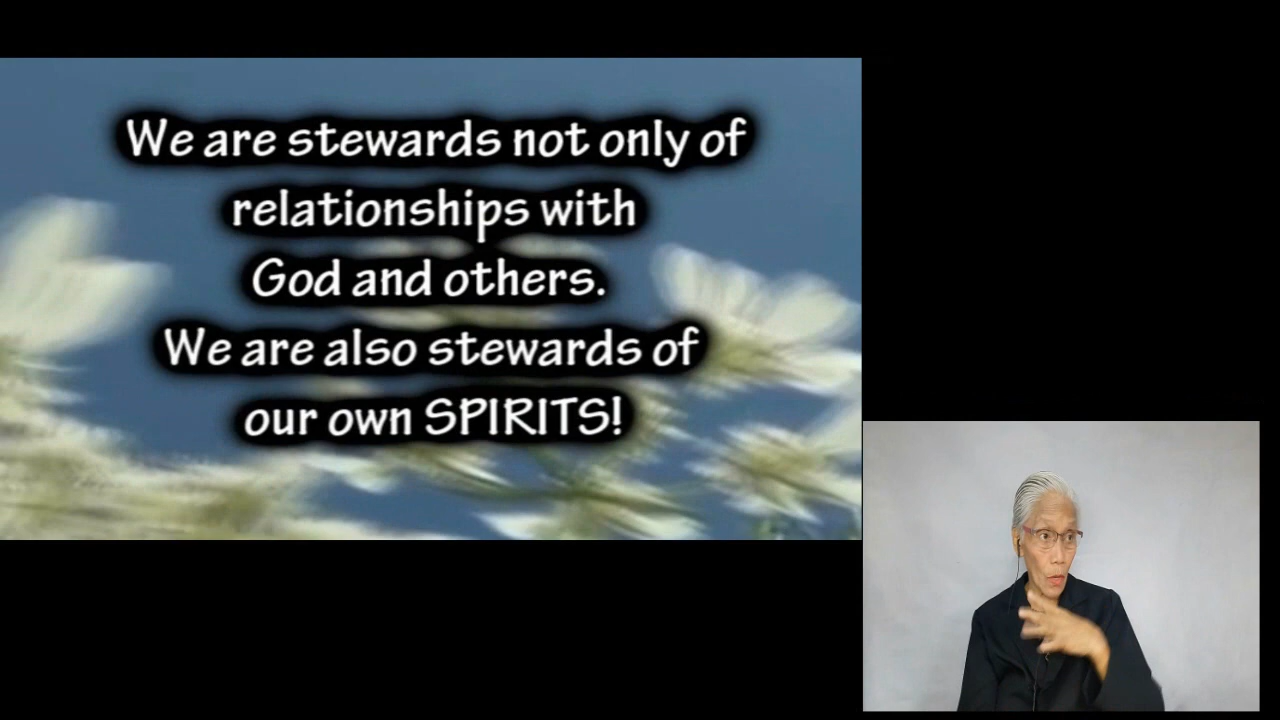 We are stewards not only of
relationships with
God and others.
We are also stewards of
our own SPIRITS!